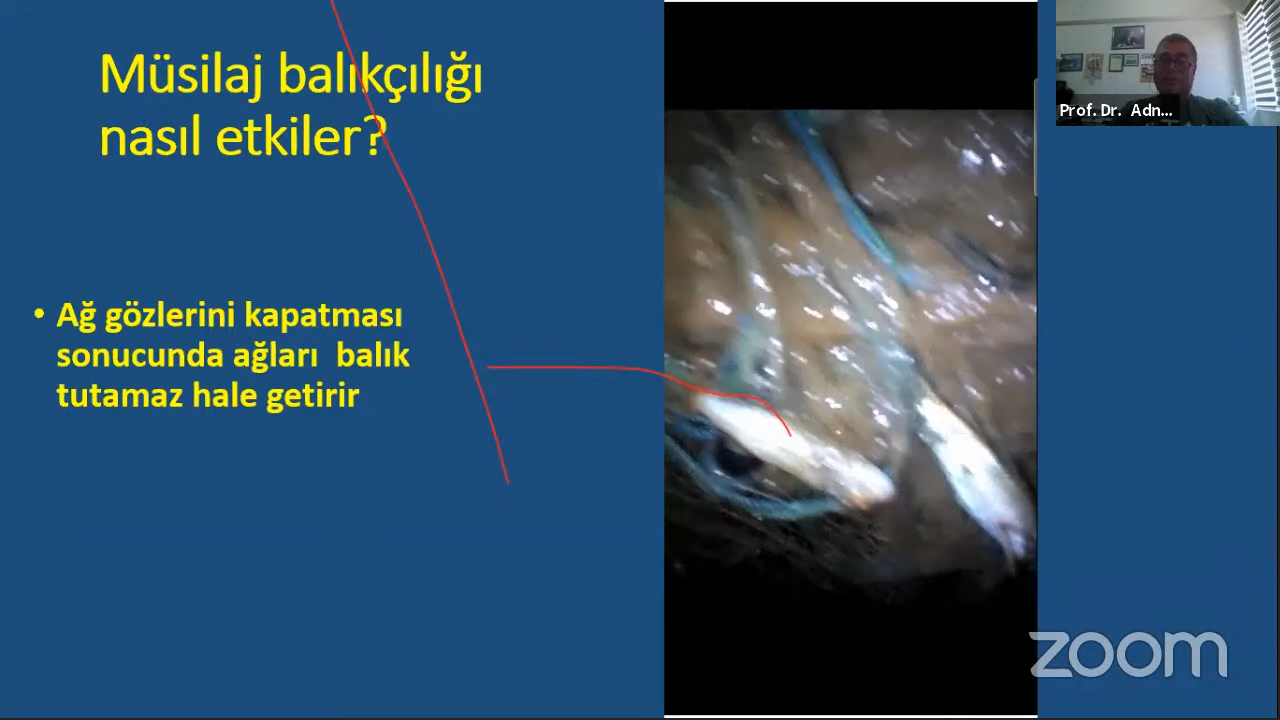 Müsilaj balıkçılığı
nasıl etkiler?
• Ağ gözlerini kapatması
sonucunda ağları balık
tutamaz hale getirir
Prof. Dr. Adn...
zoom